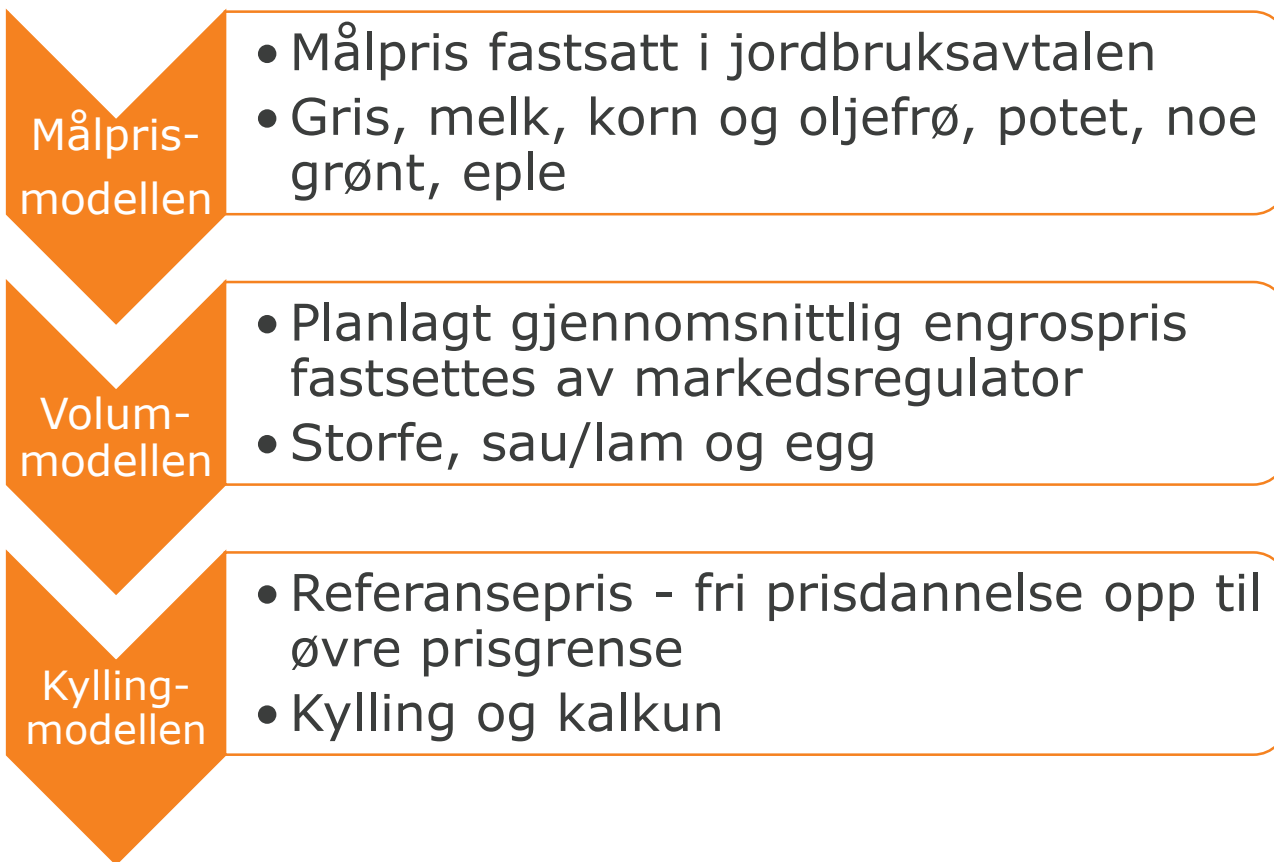 Målpris-
modellen
• Målpris fastsatt i jordbruksavtalen
• Gris, melk, korn og oljefrø, potet, noe
grønt, eple
Volum-
modellen
• Planlagt gjennomsnittlig engrospris
fastsettes av markedsregulator
• Storfe, sau/lam og egg
Kylling-
modellen
• Referansepris - fri prisdannelse opp til
øvre prisgrense
• Kylling og kalkun